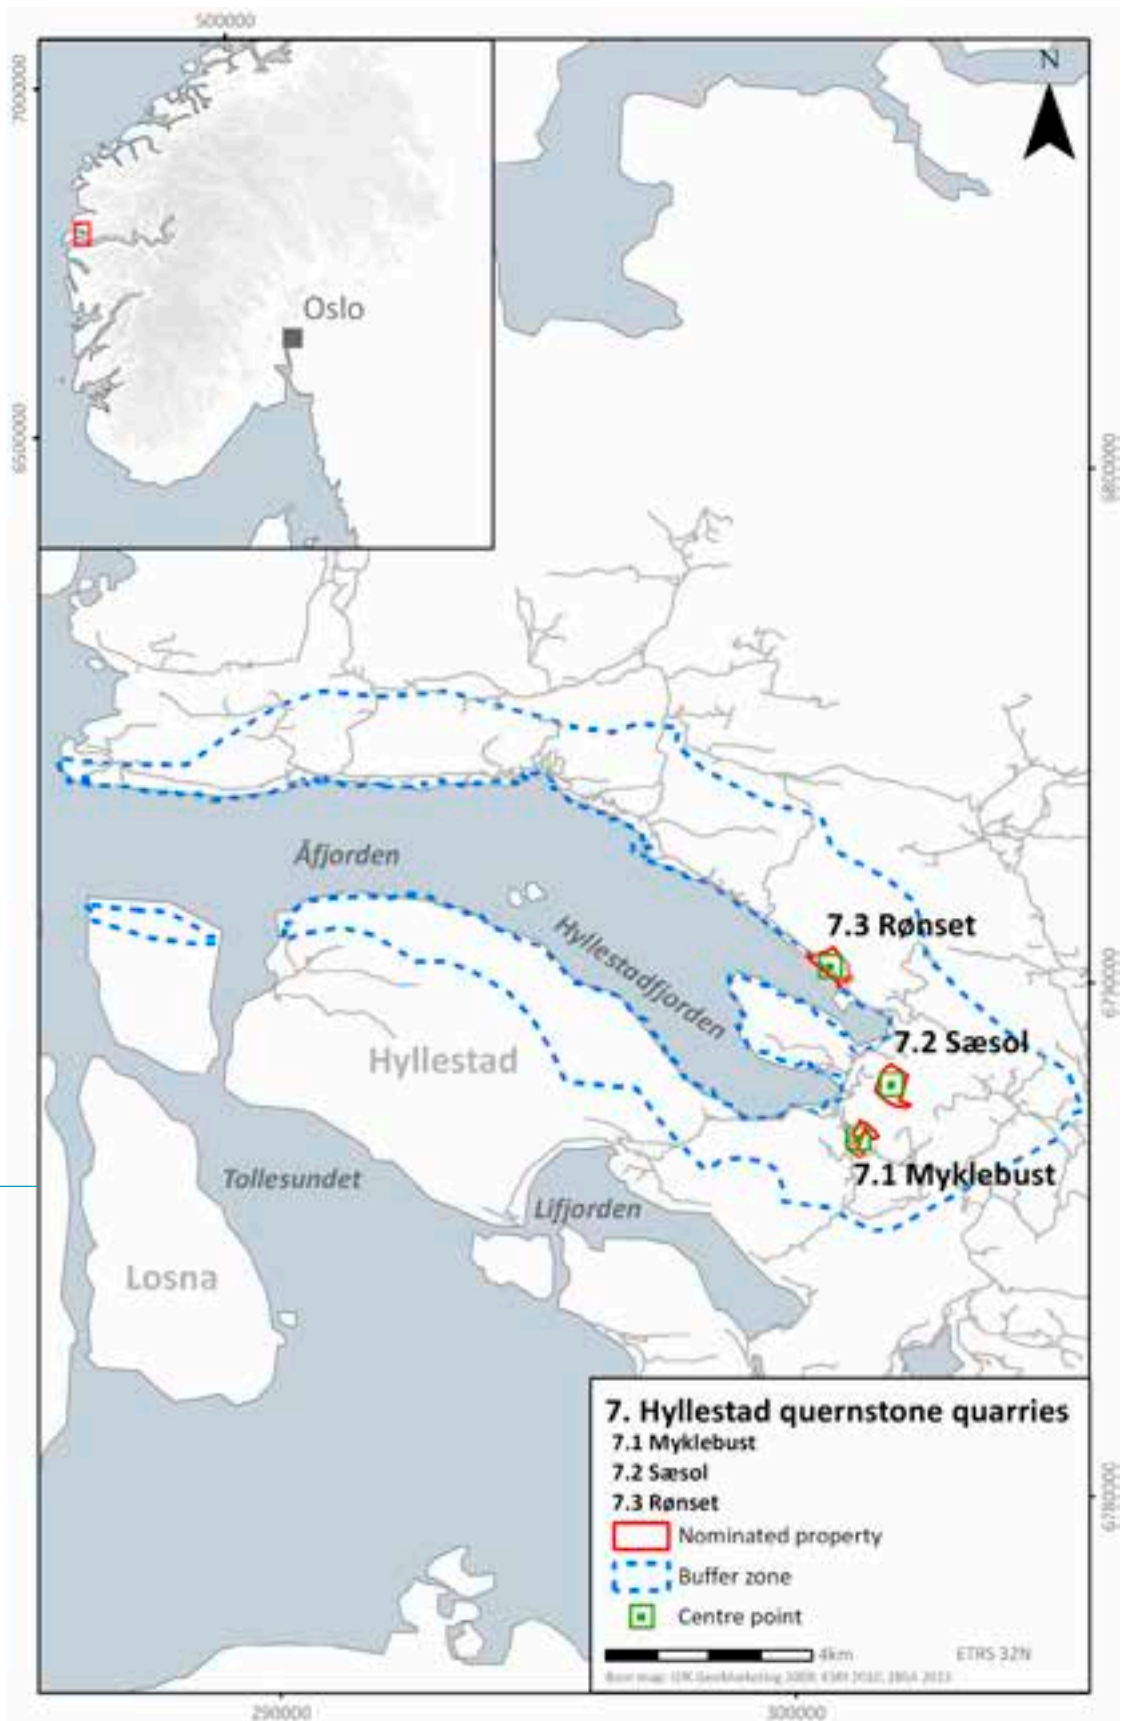 500000
7000000
6500000
Oslo
N
6800000
Åfjorden
Hyllestadfjorden
7.3 Rønset
6790000
7.2 Sæsol
Hyllestad
7.1 Myklebust
Tollesundet
Lifjorden
Losna
7. Hyllestad quernstone quarries
7.1 Myklebust
7.2 Sæsol
7.3 Rønset
Nominated property
Buffer zone
Centre point
4km
ETRS 32N
6780000
290000
300000